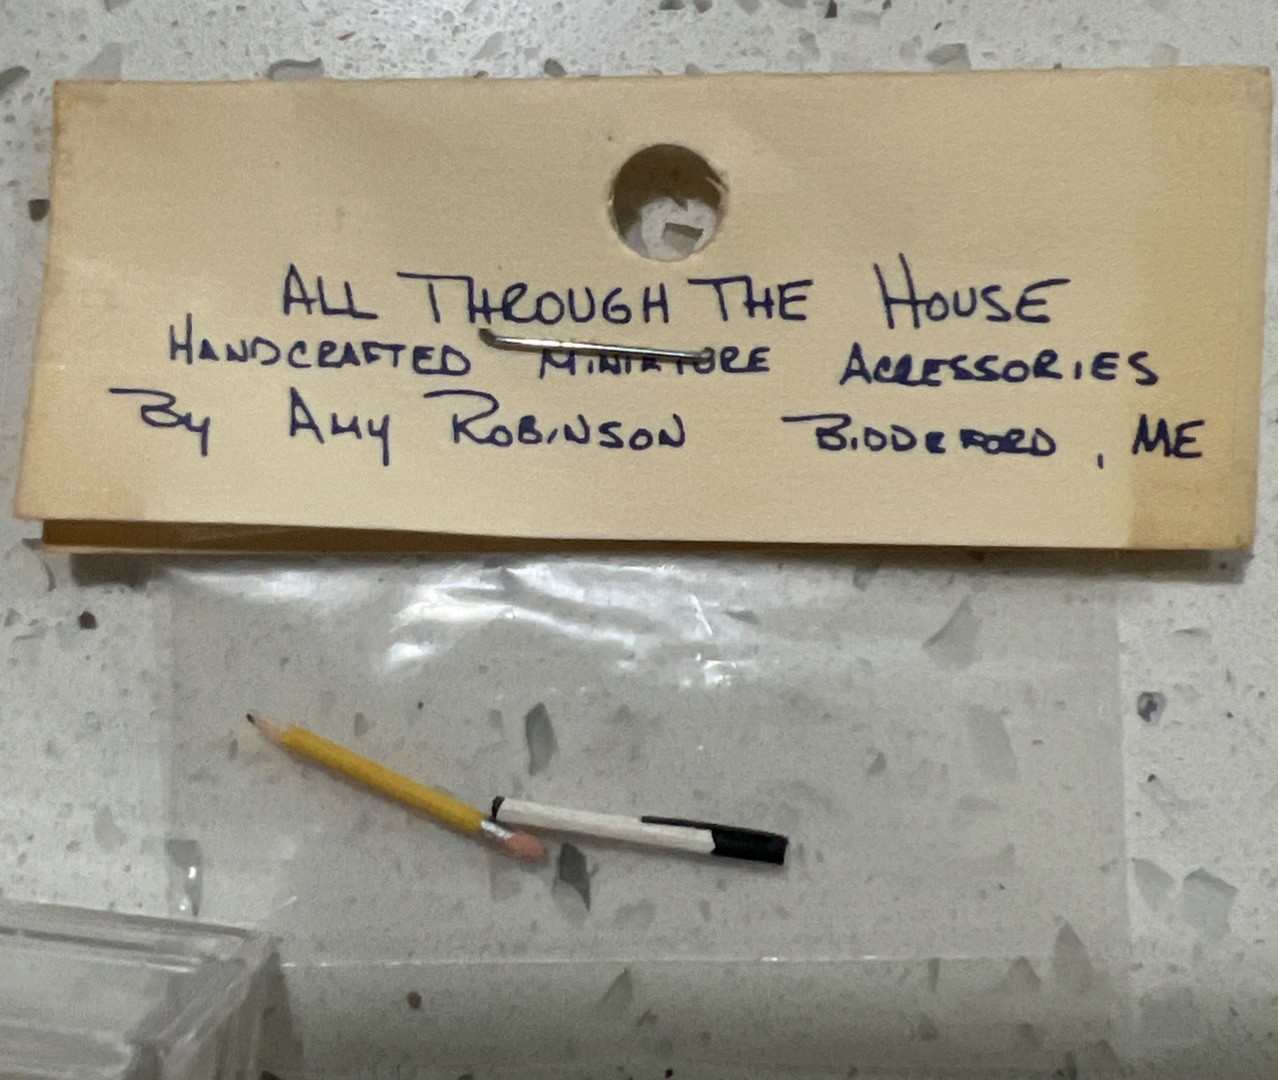 ALL THROUGH THE HOUSE
HANDCRAFTED MINIATURE ACCESSORIES
By AMY ROBINSON BIDDEFORD, ME